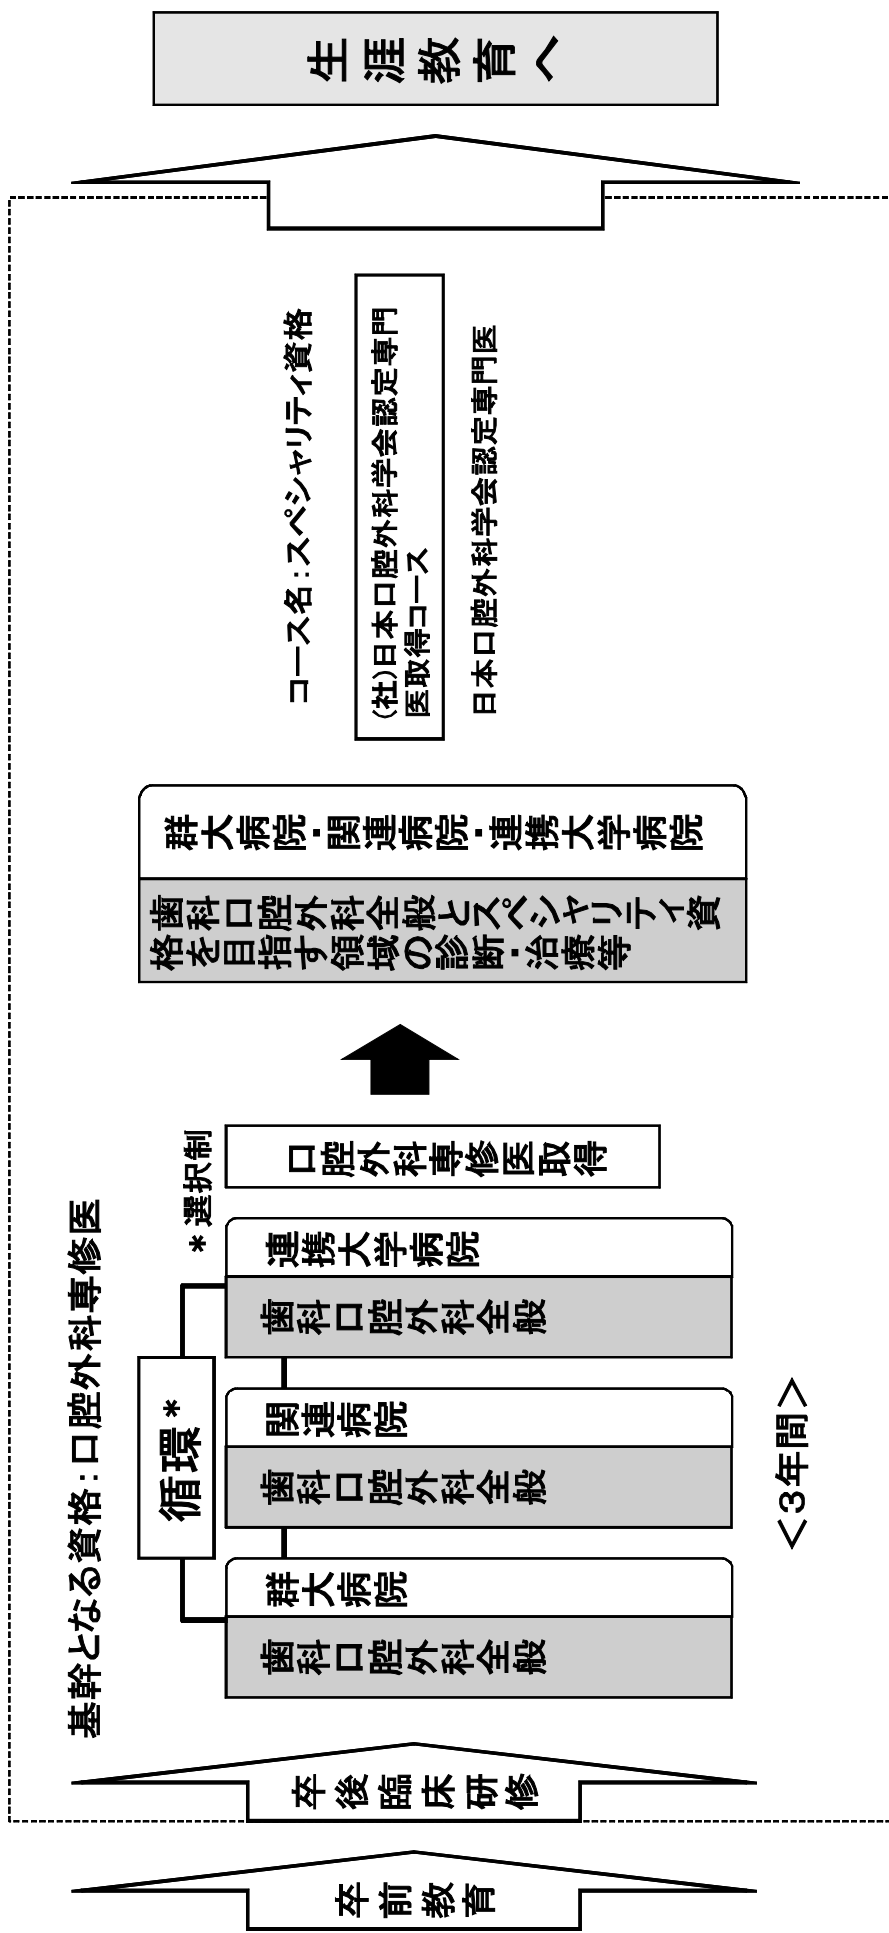 卒前教育
卒後臨床研修
基幹となる資格：口腔外科専修医
循環*
*選択制
群大病院
歯科口腔外科全般
関連病院
歯科口腔外科全般
連携大学病院
歯科口腔外科全般
＜3年間＞
口腔外科専修医取得
群大病院・関連病院・連携大学病院
歯科口腔外科全般とスペシャリティ資
格を目指す領域の診断・治療等
コース名：スペシャリティ資格
(社)日本口腔外科学会認定専門
医取得コース
日本口腔外科学会認定専門医
生涯教育へ